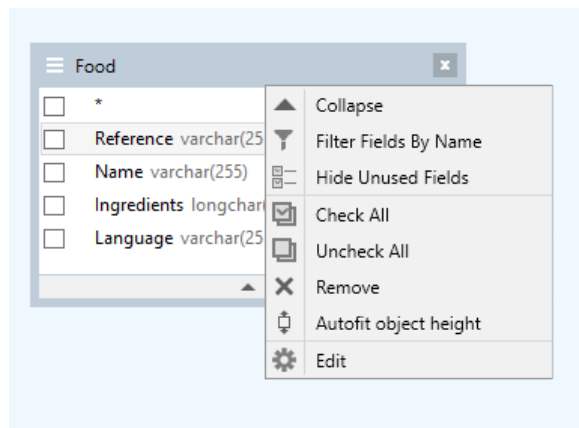 Food
*
Reference varchar(25
Name varchar(255)
Ingredients longchar(
Language varchar(25
Collapse
Filter Fields By Name
Hide Unused Fields
Check All
Uncheck All
Remove
Autofit object height
Edit